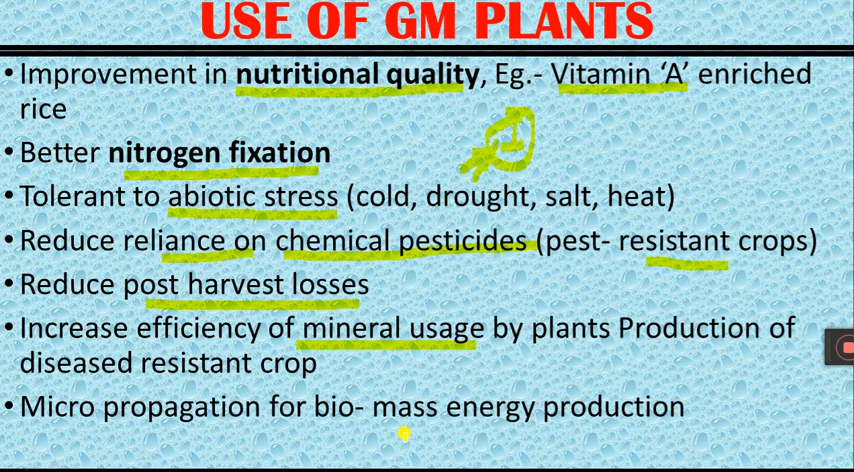 USE OF GM PLANTS
• Improvement in nutritional quality, Eg.- Vitamin ‘A’ enriched
rice
• Better nitrogen fixation
• Tolerant to abiotic stress (cold, drought, salt, heat)
• Reduce reliance on chemical pesticides (pest- resistant crops)
• Reduce post harvest losses
• Increase efficiency of mineral usage by plants Production of
diseased resistant crop
• Micro propagation for bio- mass energy production